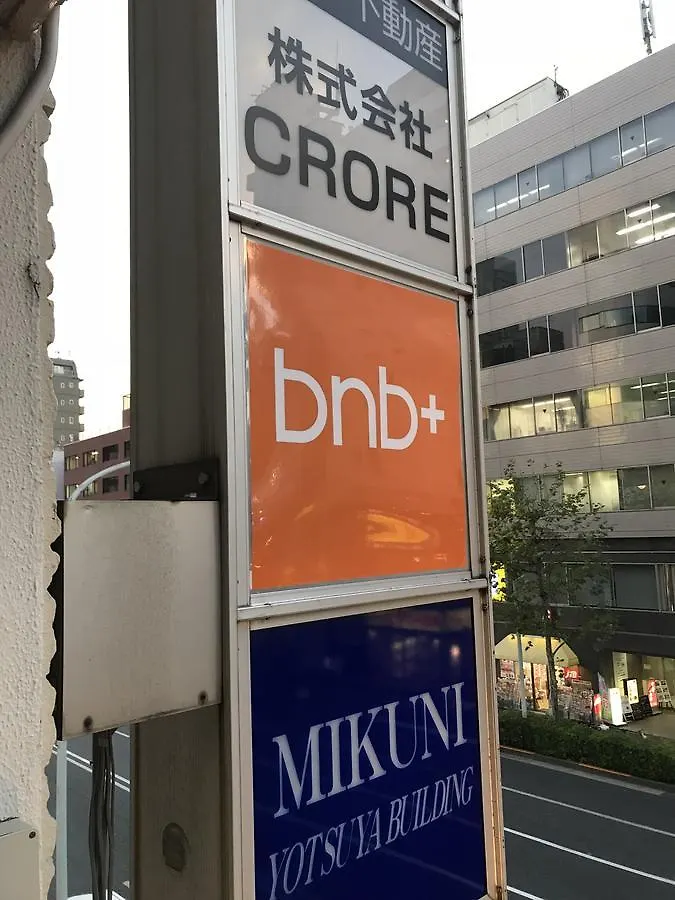 不動産
株式会社
CRORE
bnb+
MIKUNI
YOTSUYA BUILDING